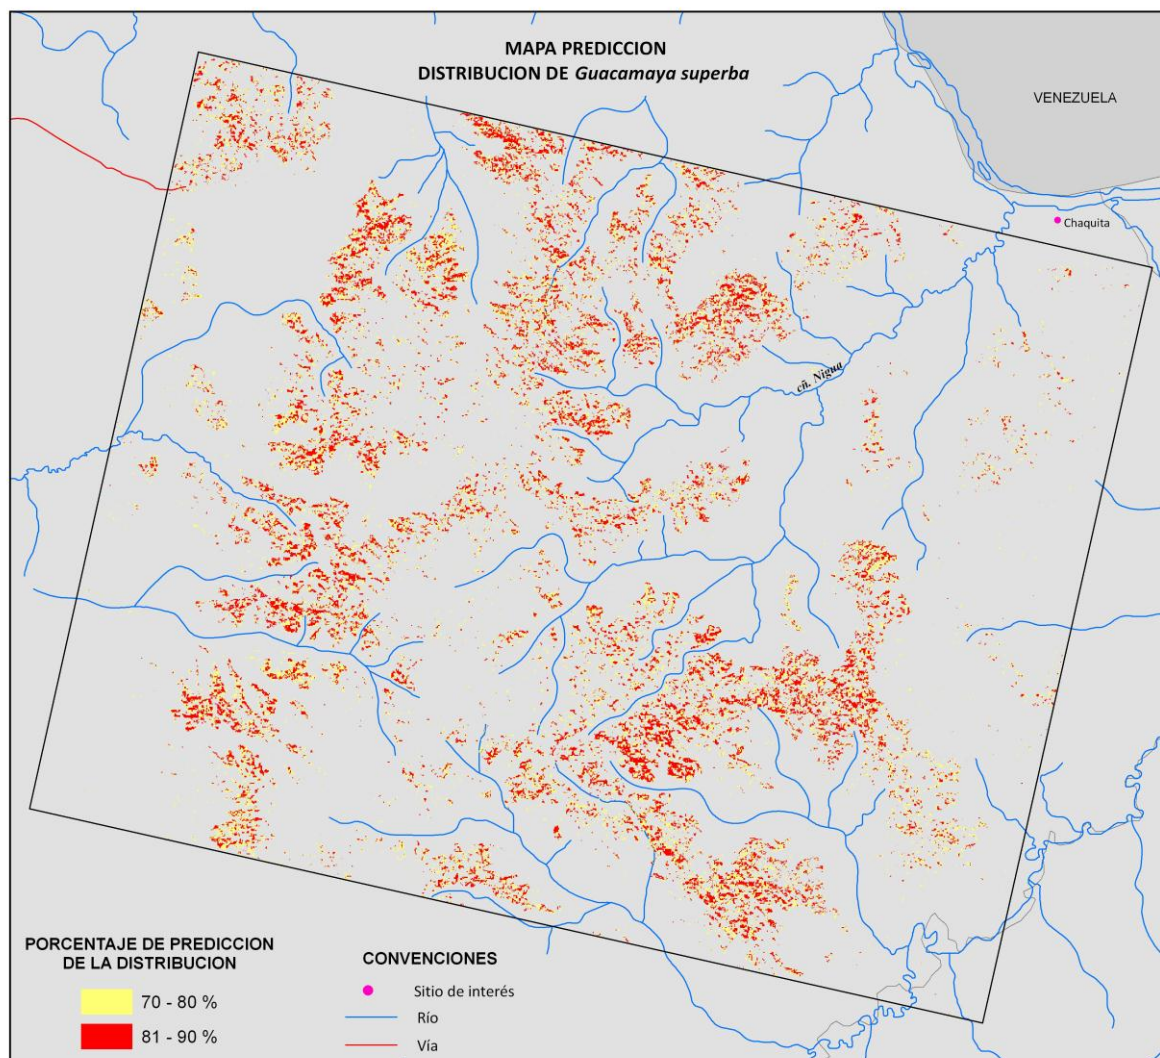 MAPA PREDICCION
DISTRIBUCION DE Guacamaya superba
VENEZUELA
Chaquita
cñ. Nigua
PORCENTAJE DE PREDICCION
DE LA DISTRIBUCION
70 - 80 %
81 - 90 %
CONVENCIONES
Sitio de interés
Río
Vía